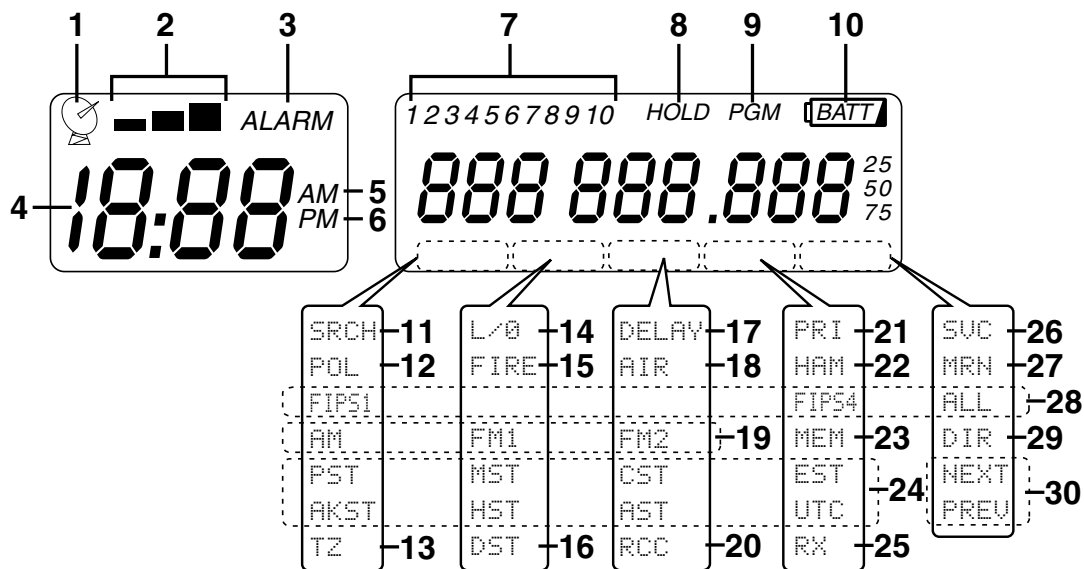 1 2 3 7 8 9 10
ALARM
1 2 3 4 5 6 7 8 9 10 HOLD PGM BATT
4 18:88 AM 5
PM 6
888 888.888 25
50
75
SRCH 11 L/0 14 DELAY 17 PRI 21 SVC 26
POL 12 FIRE 15 AIR 18 HAM 22 MRN 27
FIPS1 FIPS4 ALL 28
AM FM1 FM2 19 MEM 23 DIR 29
PST MST CST EST 24 NEXT 30
AKST HST AST UTC PREV
TZ 13 DST 16 RCC 20 RX 25